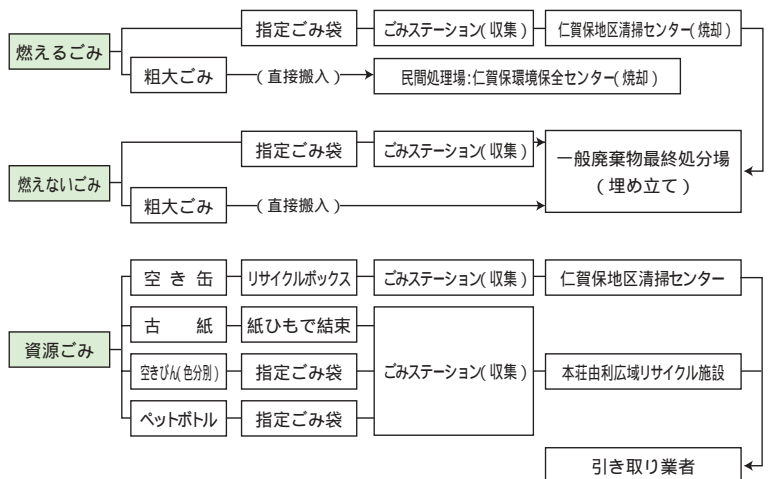 燃えるごみ
指定ごみ袋
ごみステーション(収集)
仁賀保地区清掃センター(焼却)
粗大ごみ
(直接搬入)
民間処理場:仁賀保環境保全センター(焼却)
燃えないごみ
指定ごみ袋
ごみステーション(収集)
一般廃棄物最終処分場
(埋め立て)
粗大ごみ
(直接搬入)
資源ごみ
空き缶
リサイクルボックス
ごみステーション(収集)
仁賀保地区清掃センター
古紙
紙ひもで結束
空きびん(色分別)
指定ごみ袋
ごみステーション(収集)
本荘由利広域リサイクル施設
ペットボトル
指定ごみ袋
引き取り業者